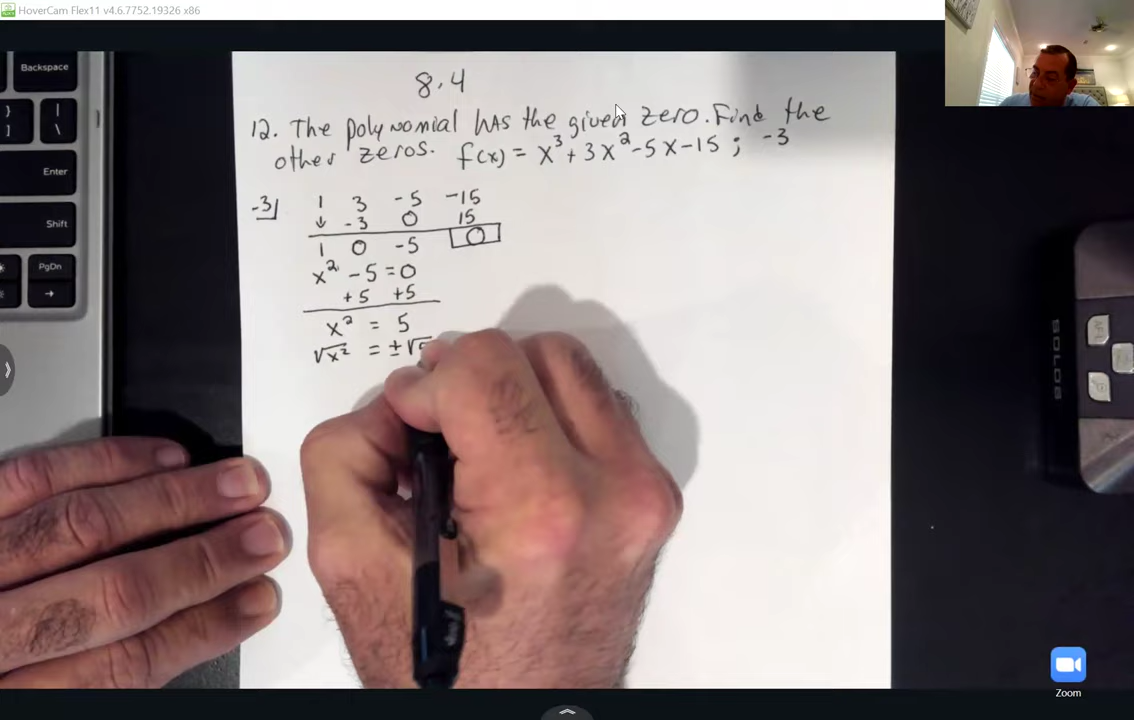 HoverCam Flex11 v4.6.7752.19326 x86
8.4
12. The polynomial has the given zero. Find the
other zeros. f(x) = x³ + 3x² - 5x - 15 ; -3
-3| 1 3 -5 -15
↓ -3 0 15
1 0 -5 0
x² - 5 = 0
+5 +5
x² = 5
√x² = ±√5
Backspace
} |
] \
Enter
Shift
PgDn
→
AF
SOLO8
Zoom